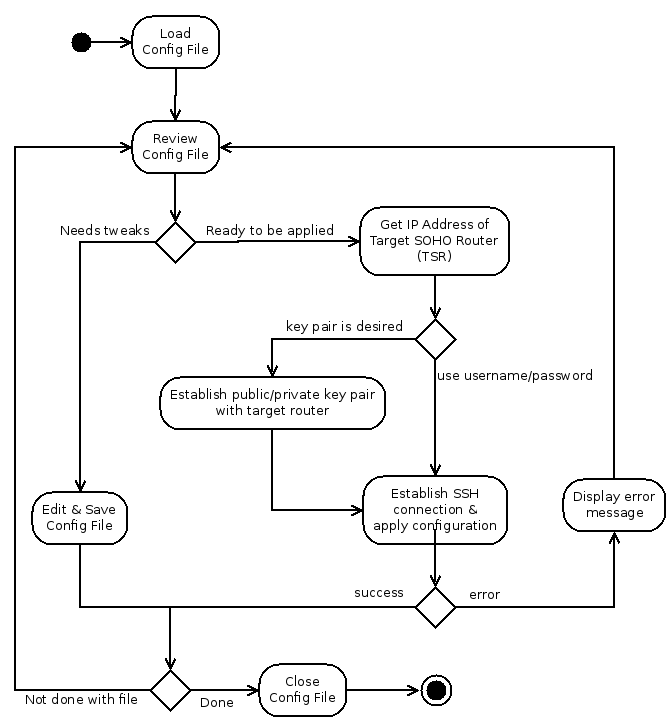 Load
Config File
Review
Config File
Needs tweaks
Ready to be applied
Get IP Address of
Target SOHO Router
(TSR)
key pair is desired
use username/password
Establish public/private key pair
with target router
Establish SSH
connection &
apply configuration
Edit & Save
Config File
Display error
message
success
error
Not done with file
Done
Close
Config File